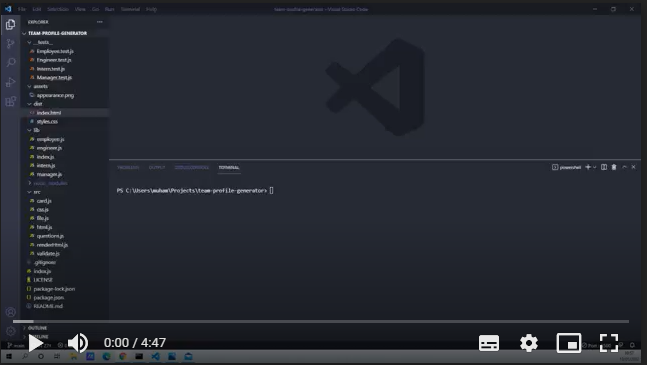 File Edit Selection View Go Run Terminal Help
team-profile-generator - Visual Studio Code
EXPLORER
TEAM-PROFILE-GENERATOR
__tests__
Employee.test.js
Engineer.test.js
Intern.test.js
Manager.test.js
assets
appearance.png
dist
index.html
styles.css
lib
employee.js
engineer.js
index.js
intern.js
manager.js
node_modules
src
card.js
css.js
file.js
html.js
questions.js
renderHtml.js
validate.js
.gitignore
index.js
LICENSE
package-lock.json
package.json
README.md
OUTLINE
PROBLEMS OUTPUT DEBUG CONSOLE TERMINAL
powershell
PS C:\Users\muham\Projects\team-profile-generator>
0:00 / 4:47